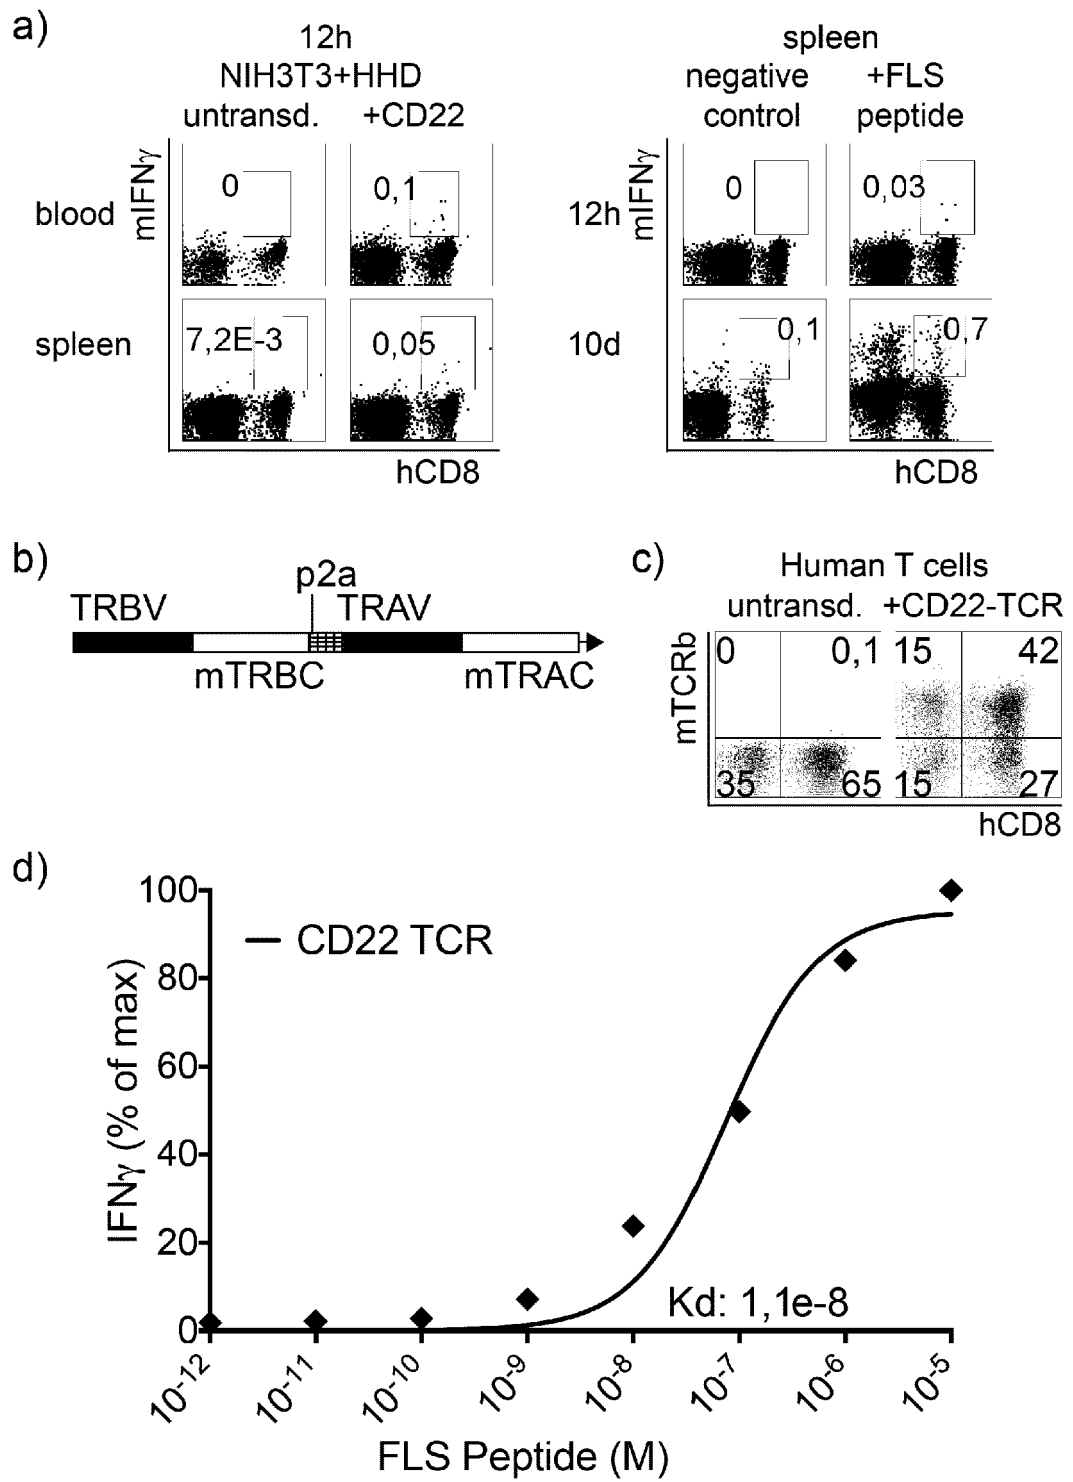 a)
12h
NIH3T3+HHD
untransd. +CD22
spleen
negative +FLS
control peptide
mIFNγ
blood
0
0,1
spleen
7,2E-3
0,05
hCD8
mIFNγ
12h
0
0,03
10d
0,1
0,7
hCD8
b)
p2a
TRBV TRAV
mTRBC mTRAC
c)
Human T cells
untransd. +CD22-TCR
mTCRb
0 0,1 15 42
35 65 15 27
hCD8
d)
100
80
60
40
20
0
IFNγ (% of max)
CD22 TCR
Kd: 1,1e-8
10-12 10-11 10-10 10-9 10-8 10-7 10-6 10-5
FLS Peptide (M)